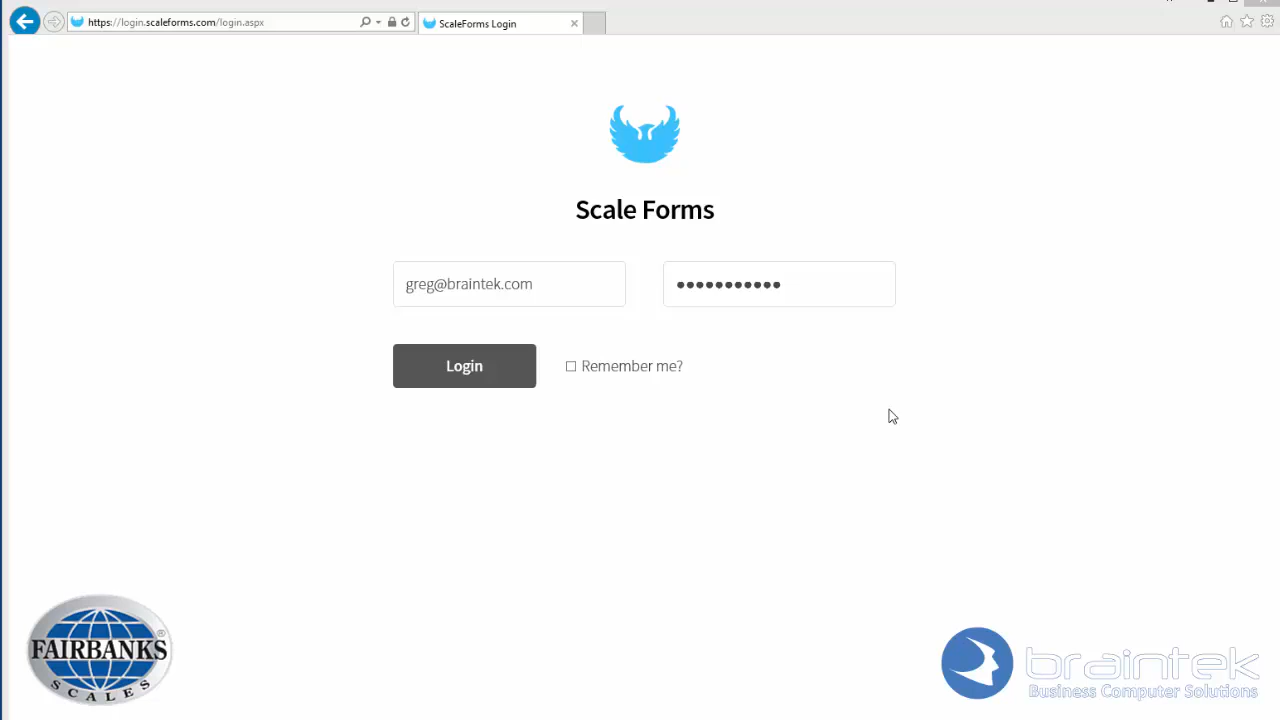 https://login.scaleforms.com/login.aspx
ScaleForms Login
Scale Forms
greg@braintek.com
Login
Remember me?
FAIRBANKS®
SCALES
braintek
Business Computer Solutions